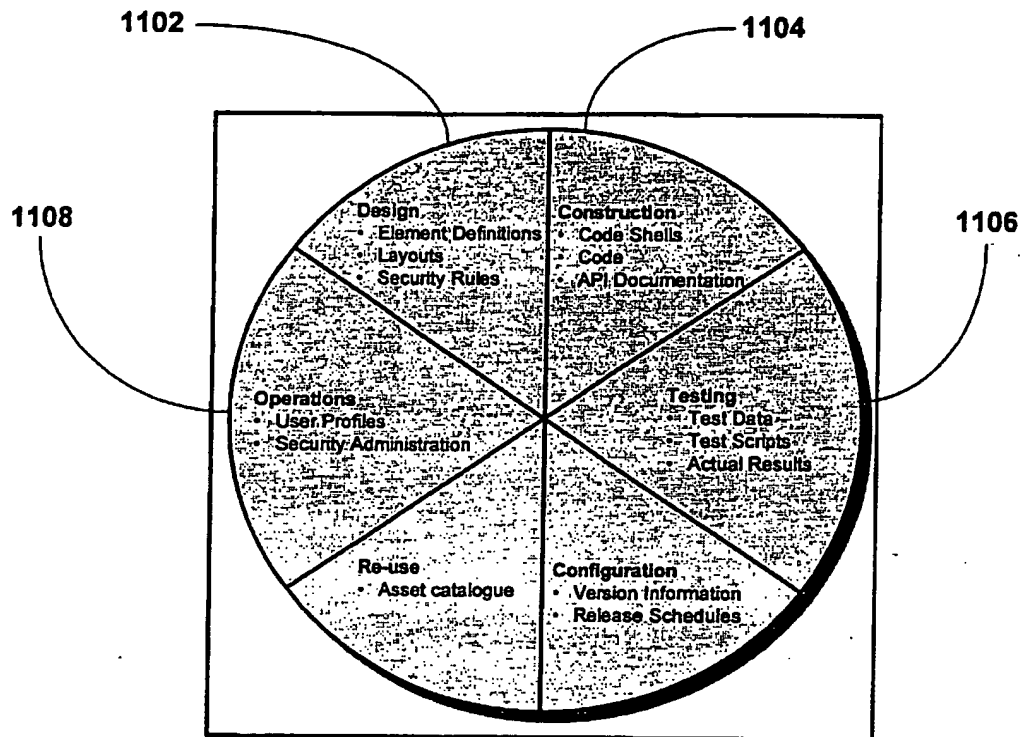 1102
1104
1108
1106
Design
• Element Definitions
• Layouts
• Security Rules
Construction
• Code Shells
• Code
• API Documentation
Operations
• User Profiles
• Security Administration
Testing
• Test Data
• Test Scripts
• Actual Results
Re-use
• Asset catalogue
Configuration
• Version Information
• Release Schedules